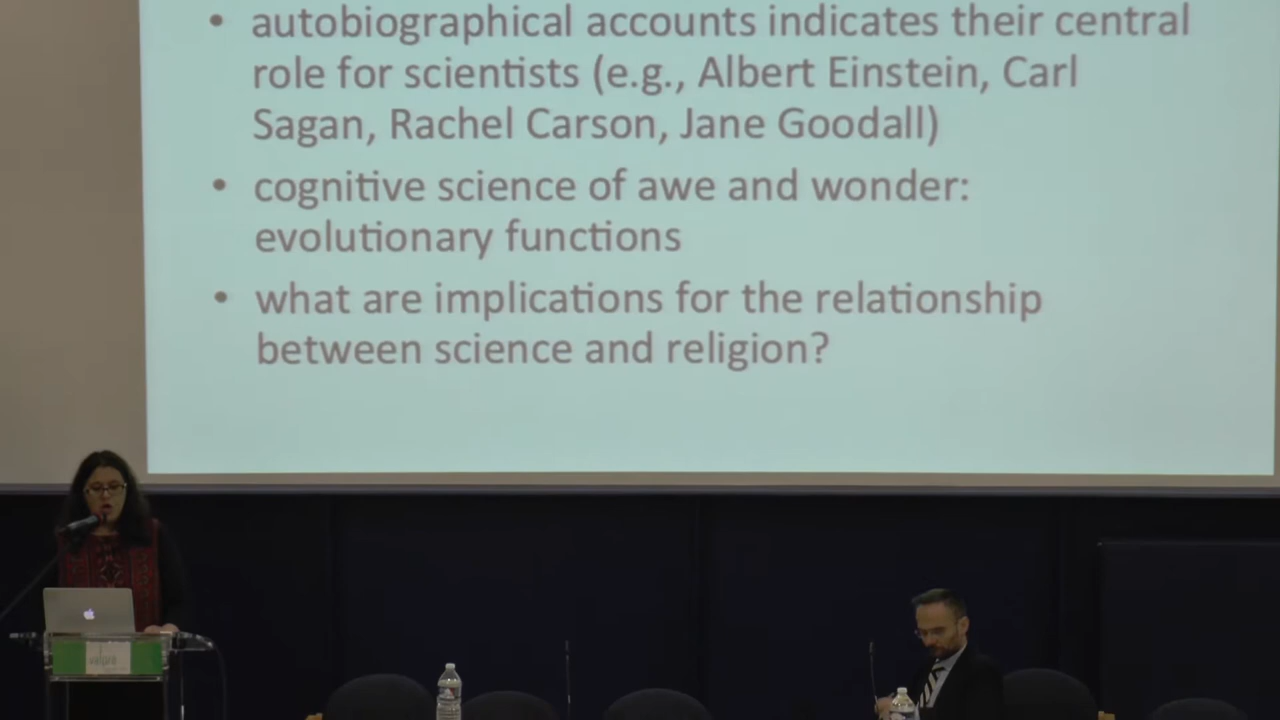 • autobiographical accounts indicates their central
role for scientists (e.g., Albert Einstein, Carl
Sagan, Rachel Carson, Jane Goodall)
• cognitive science of awe and wonder:
evolutionary functions
• what are implications for the relationship
between science and religion?